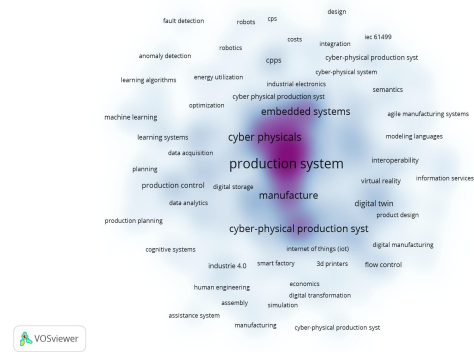 design
fault detection
robots
cps
costs
integration
iec 61499
robotics
anomaly detection
cpps
cyber-physical production syst
cyber-physical system
learning algorithms
energy utilization
industrial electronics
semantics
cyber physical production syst
optimization
embedded systems
agile manufacturing systems
machine learning
learning systems
cyber physicals
modeling languages
data acquisition
production system
interoperability
planning
information services
production control
digital storage
virtual reality
manufacture
data analytics
digital twin
product design
production planning
cyber-physical production syst
cognitive systems
internet of things (iot)
digital manufacturing
industrie 4.0
smart factory
3d printers
flow control
human engineering
economics
digital transformation
assembly
simulation
assistance system
manufacturing
cyber-physical production syst
VOSviewer